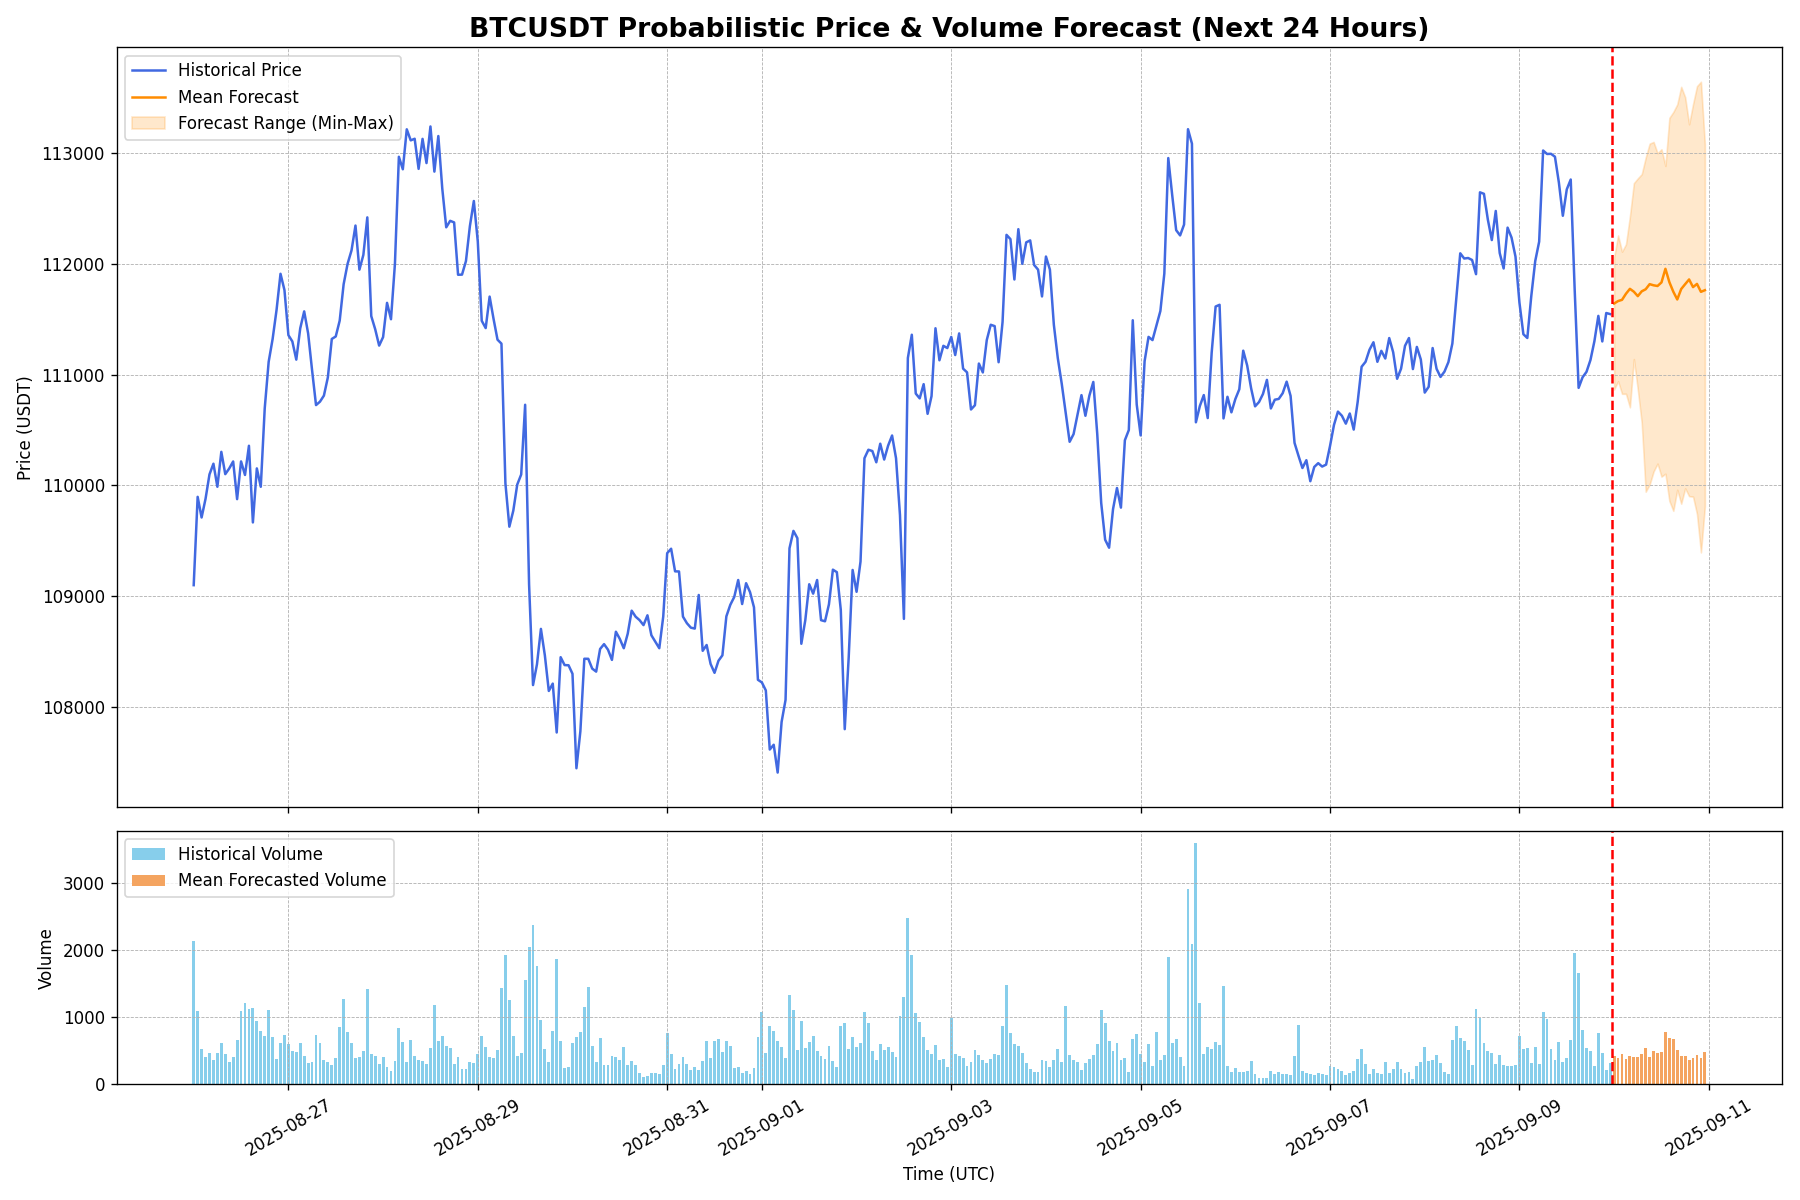 BTCUSDT Probabilistic Price & Volume Forecast (Next 24 Hours)
Historical Price
Mean Forecast
Forecast Range (Min-Max)
113000
112000
111000
110000
109000
108000
Price (USDT)
Historical Volume
Mean Forecasted Volume
3000
2000
1000
0
Volume
2025-08-27
2025-08-29
2025-08-31
2025-09-01
2025-09-03
2025-09-05
2025-09-07
2025-09-09
2025-09-11
Time (UTC)